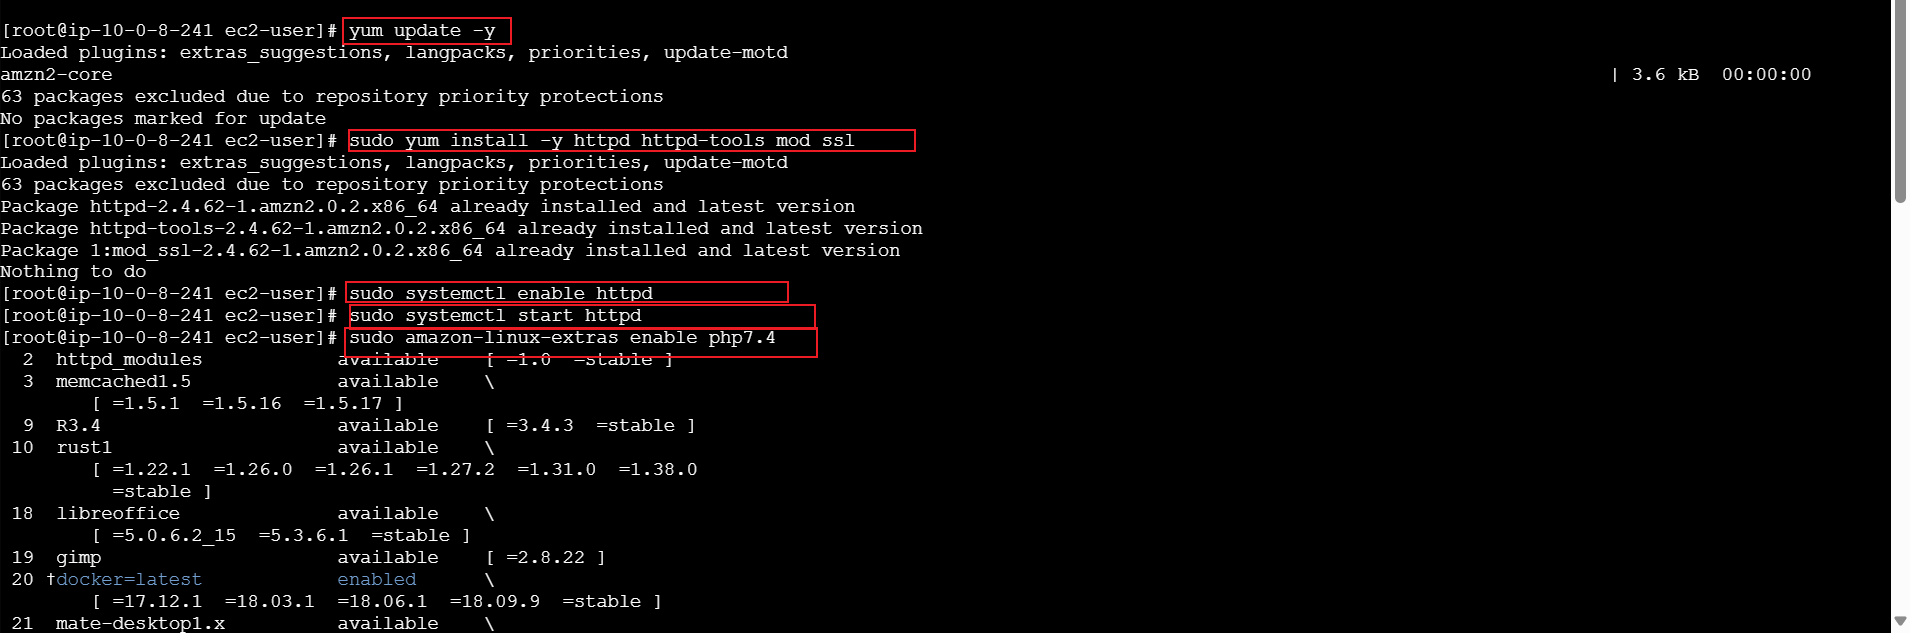 [root@ip-10-0-8-241 ec2-user]# yum update -y
Loaded plugins: extras_suggestions, langpacks, priorities, update-motd
amzn2-core | 3.6 kB 00:00:00
63 packages excluded due to repository priority protections
No packages marked for update
[root@ip-10-0-8-241 ec2-user]# sudo yum install -y httpd httpd-tools mod_ssl
Loaded plugins: extras_suggestions, langpacks, priorities, update-motd
63 packages excluded due to repository priority protections
Package httpd-2.4.62-1.amzn2.0.2.x86_64 already installed and latest version
Package httpd-tools-2.4.62-1.amzn2.0.2.x86_64 already installed and latest version
Package 1:mod_ssl-2.4.62-1.amzn2.0.2.x86_64 already installed and latest version
Nothing to do
[root@ip-10-0-8-241 ec2-user]# sudo systemctl enable httpd
[root@ip-10-0-8-241 ec2-user]# sudo systemctl start httpd
[root@ip-10-0-8-241 ec2-user]# sudo amazon-linux-extras enable php7.4
2 httpd_modules available [ =1.0 =stable ]
3 memcached1.5 available \
[ =1.5.1 =1.5.16 =1.5.17 ]
9 R3.4 available [ =3.4.3 =stable ]
10 rust1 available \
[ =1.22.1 =1.26.0 =1.26.1 =1.27.2 =1.31.0 =1.38.0
=stable ]
18 libreoffice available \
[ =5.0.6.2_15 =5.3.6.1 =stable ]
19 gimp available [ =2.8.22 ]
20 †docker=latest enabled \
[ =17.12.1 =18.03.1 =18.06.1 =18.09.9 =stable ]
21 mate-desktop1.x available \